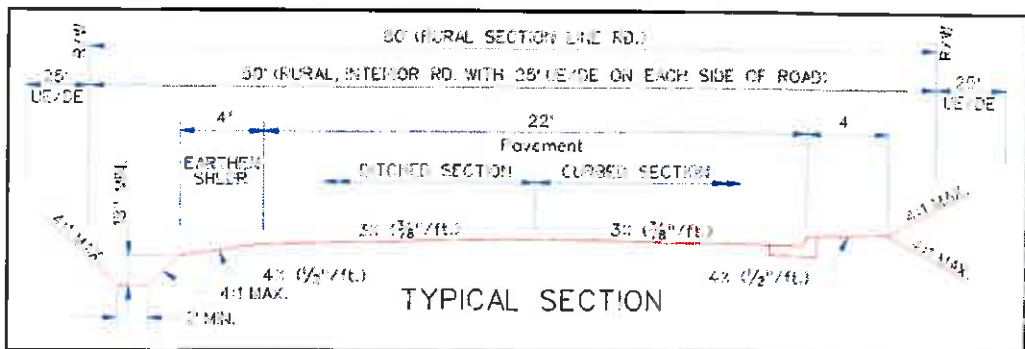 R/W
60' (RURAL SECTION LINE RD.)
R/W
25'
UE/DE
50' (RURAL, INTERIOR RD. WITH 25' UE/DE ON EACH SIDE OF ROAD)
25'
UE/DE
4'
22'
4
Pavement
EARTHEN
SHLDR.
DITCHED SECTION
CURBED SECTION
18" MIN.
4:1 MAX.
3% (3/8"/ft.)
3% (3/8"/ft.)
4:1 MAX.
4:1 MAX.
4% (1/2"/ft.)
4% (1/2"/ft.)
4:1 MAX.
2' MIN.
TYPICAL SECTION